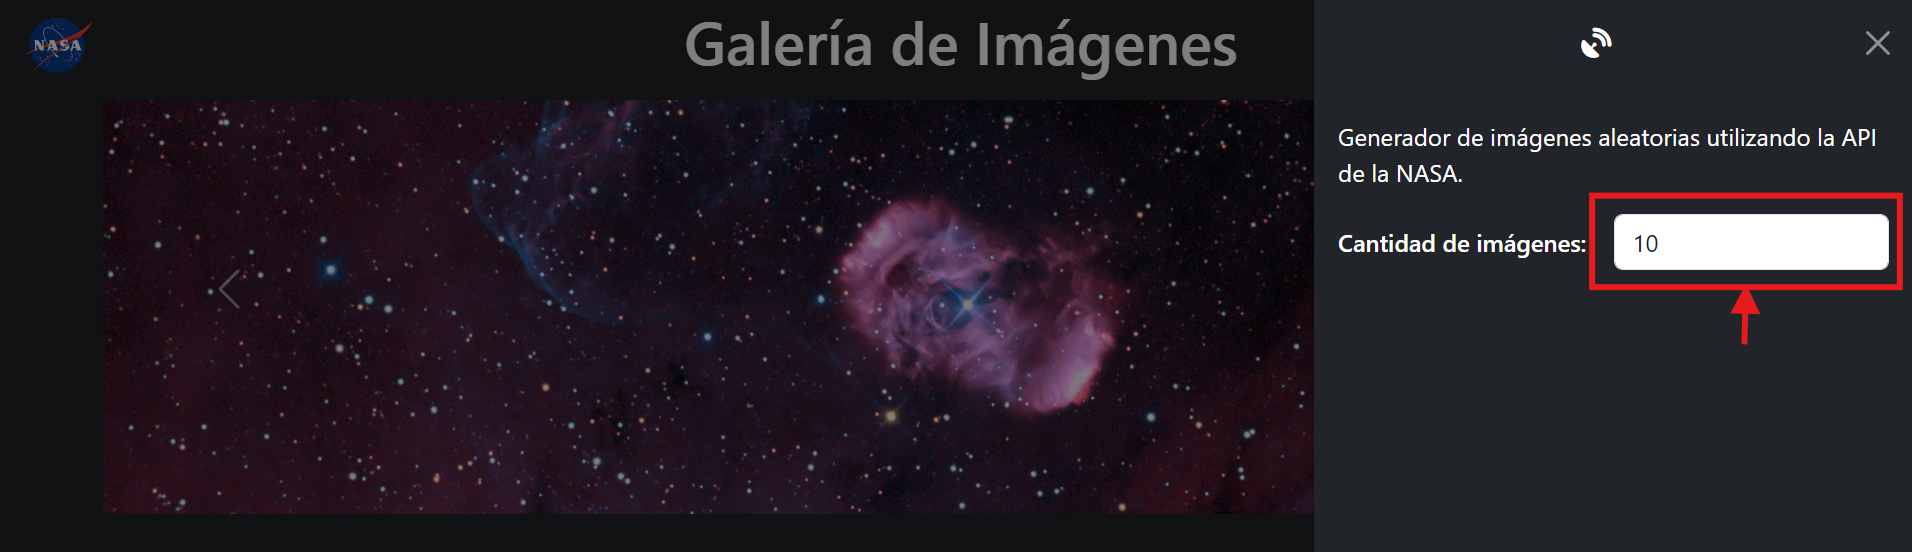 NASA
Galería de Imágenes
Generador de imágenes aleatorias utilizando la API
de la NASA.
Cantidad de imágenes:
10